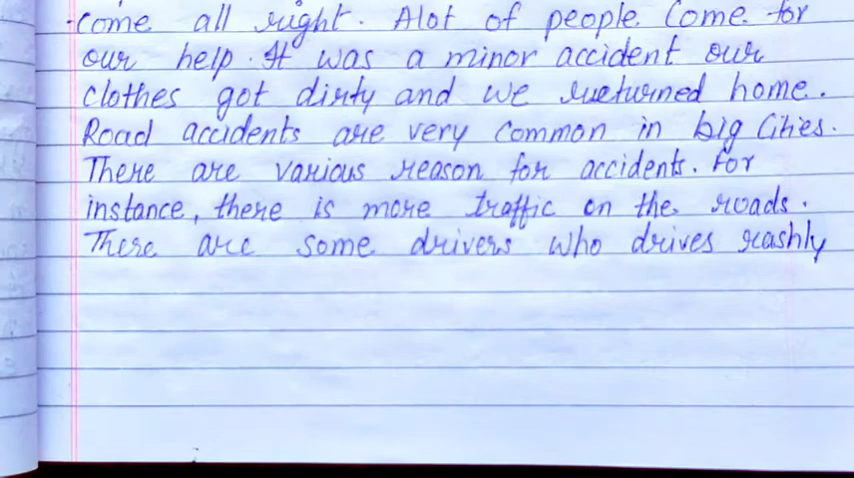 come all right. Alot of people come for
our help. It was a minor accident our
clothes got dirty and we rueturned home.
Road accidents are very common in big cities.
There are various reason for accidents. For
instance, there is more traffic on the roads.
There are some drivers who drives rashly